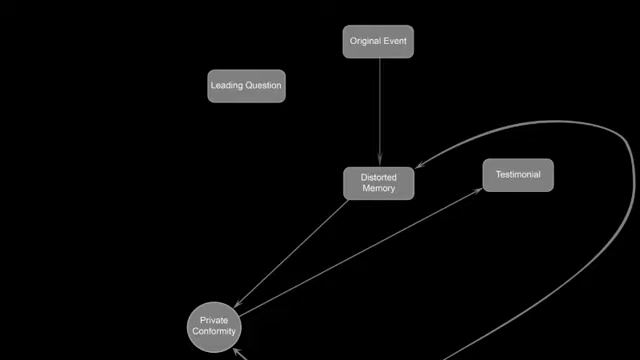 Original Event
Leading Question
Distorted
Memory
Testimonial
Private
Conformity